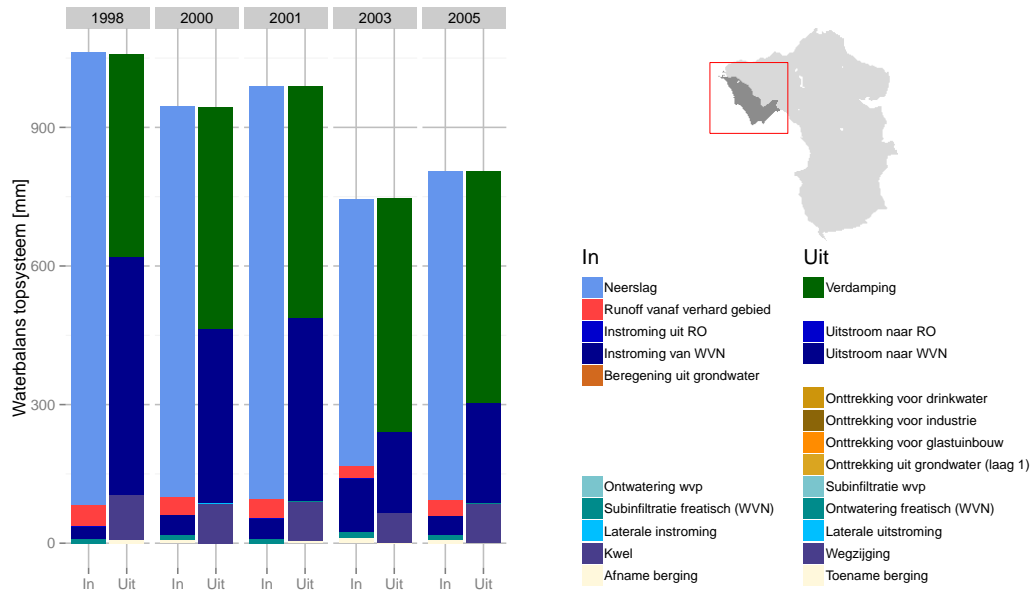 1998 2000 2001 2003 2005
Waterbalans topsysteem [mm]
900
600
300
0
In Uit In Uit In Uit In Uit In Uit
In
Neerslag
Runoff vanaf verhard gebied
Instroming uit RO
Instroming van WVN
Beregening uit grondwater
Ontwatering wvp
Subinfiltratie freatisch (WVN)
Laterale instroming
Kwel
Afname berging
Uit
Verdamping
Uitstroom naar RO
Uitstroom naar WVN
Onttrekking voor drinkwater
Onttrekking voor industrie
Onttrekking voor glastuinbouw
Onttrekking uit grondwater (laag 1)
Subinfiltratie wvp
Ontwatering freatisch (WVN)
Laterale uitstroming
Wegzijging
Toename berging